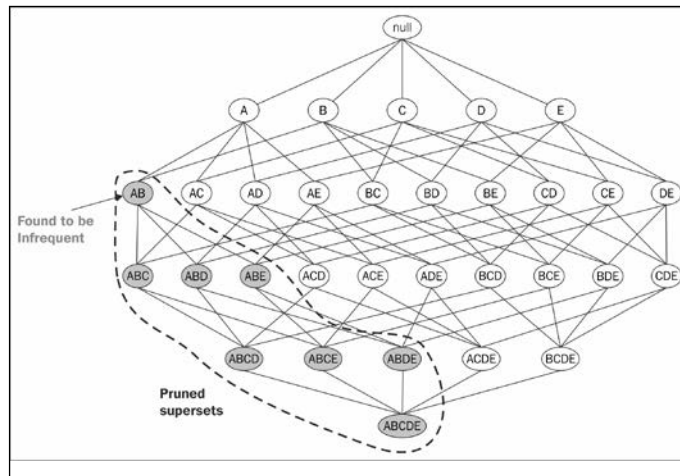 null
A B C D E
AB AC AD AE BC BD BE CD CE DE
Found to be
Infrequent
ABC ABD ABE ACD ACE ADE BCD BCE BDE CDE
ABCD ABCE ABDE ACDE BCDE
Pruned
supersets
ABCDE